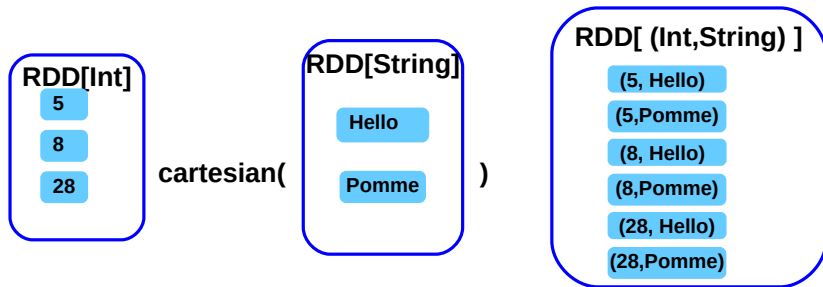 RDD[Int]
5
8
28
cartesian(
RDD[String]
Hello
Pomme
)
RDD[ (Int,String) ]
(5, Hello)
(5,Pomme)
(8, Hello)
(8,Pomme)
(28, Hello)
(28,Pomme)